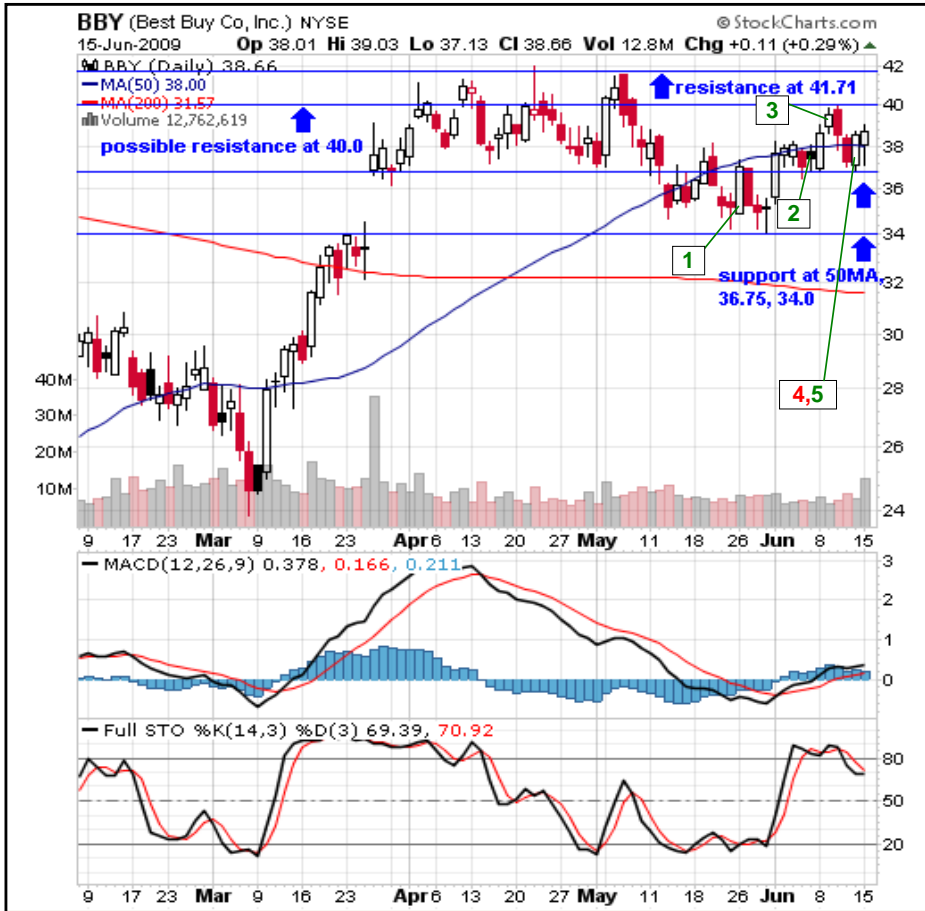 BBY (Best Buy Co, Inc.) NYSE © StockCharts.com
15-Jun-2009 Op 38.01 Hi 39.03 Lo 37.13 Cl 38.66 Vol 12.8M Chg +0.11 (+0.29%)
BBY (Daily) 38.66
MA(50) 38.00
MA(200) 31.57
Volume 12,762,619
resistance at 41.71
possible resistance at 40.0
3
2
1
support at 50MA,
36.75, 34.0
4,5
42
40
38
36
34
32
30
28
26
24
40M
30M
20M
10M
9 17 23 Mar 9 16 23 Apr 6 13 20 27 May 11 18 26 Jun 8 15
MACD(12,26,9) 0.378, 0.166, 0.211
3
2
1
0
Full STO %K(14,3) %D(3) 69.39, 70.92
80
50
20
9 17 23 Mar 9 16 23 Apr 6 13 20 27 May 11 18 26 Jun 8 15